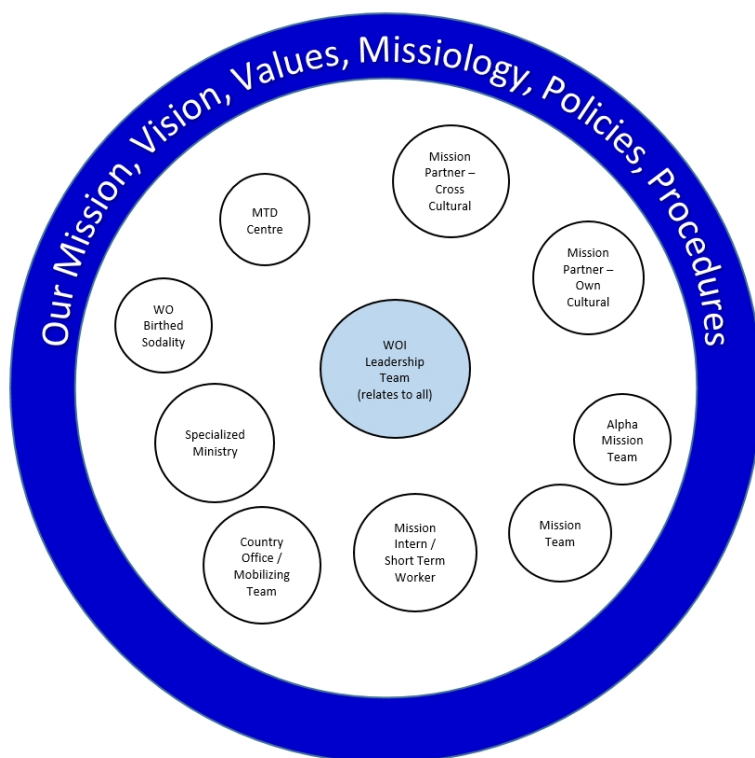 Our Mission, Vision, Values, Missiology, Policies, Procedures
Mission
Partner –
Cross
Cultural
MTD
Centre
Mission
Partner –
Own
Cultural
WO
Birthed
Sodality
WOI
Leadership
Team
(relates to all)
Specialized
Ministry
Alpha
Mission
Team
Country
Office /
Mobilizing
Team
Mission
Intern /
Short Term
Worker
Mission
Team